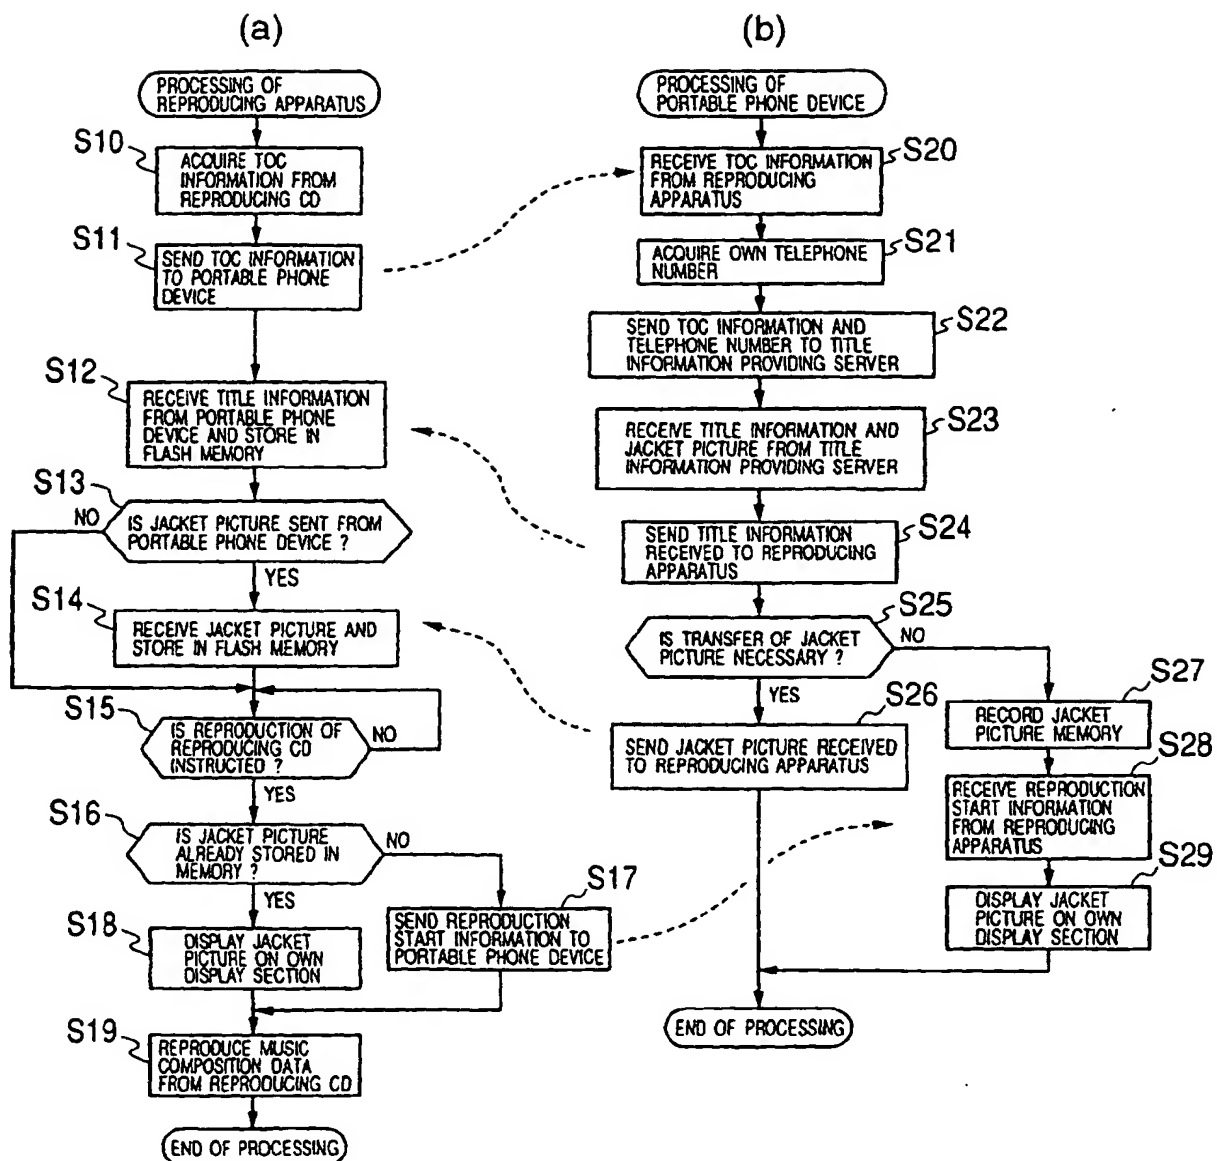 (a)
PROCESSING OF
REPRODUCING APPARATUS
S10
ACQUIRE TOC
INFORMATION FROM
REPRODUCING CD
S11
SEND TOC INFORMATION
TO PORTABLE PHONE
DEVICE
S12
RECEIVE TITLE INFORMATION
FROM PORTABLE PHONE
DEVICE AND STORE IN
FLASH MEMORY
S13
NO
IS JACKET PICTURE SENT FROM
PORTABLE PHONE DEVICE ?
YES
S14
RECEIVE JACKET PICTURE AND
STORE IN FLASH MEMORY
S15
IS REPRODUCTION OF
REPRODUCING CD
INSTRUCTED ?
NO
YES
S16
IS JACKET PICTURE
ALREADY STORED IN
MEMORY ?
NO
YES
S17
SEND REPRODUCTION
START INFORMATION TO
PORTABLE PHONE DEVICE
S18
DISPLAY JACKET
PICTURE ON OWN
DISPLAY SECTION
S19
REPRODUCE MUSIC
COMPOSITION DATA
FROM REPRODUCING CD
END OF PROCESSING
(b)
PROCESSING OF
PORTABLE PHONE DEVICE
S20
RECEIVE TOC INFORMATION
FROM REPRODUCING
APPARATUS
S21
ACQUIRE OWN TELEPHONE
NUMBER
S22
SEND TOC INFORMATION AND
TELEPHONE NUMBER TO TITLE
INFORMATION PROVIDING SERVER
S23
RECEIVE TITLE INFORMATION AND
JACKET PICTURE FROM TITLE
INFORMATION PROVIDING SERVER
S24
SEND TITLE INFORMATION
RECEIVED TO REPRODUCING
APPARATUS
S25
IS TRANSFER OF JACKET
PICTURE NECESSARY ?
NO
YES
S26
SEND JACKET PICTURE RECEIVED
TO REPRODUCING APPARATUS
S27
RECORD JACKET
PICTURE MEMORY
S28
RECEIVE REPRODUCTION
START INFORMATION
FROM REPRODUCING
APPARATUS
S29
DISPLAY JACKET
PICTURE ON OWN
DISPLAY SECTION
END OF PROCESSING